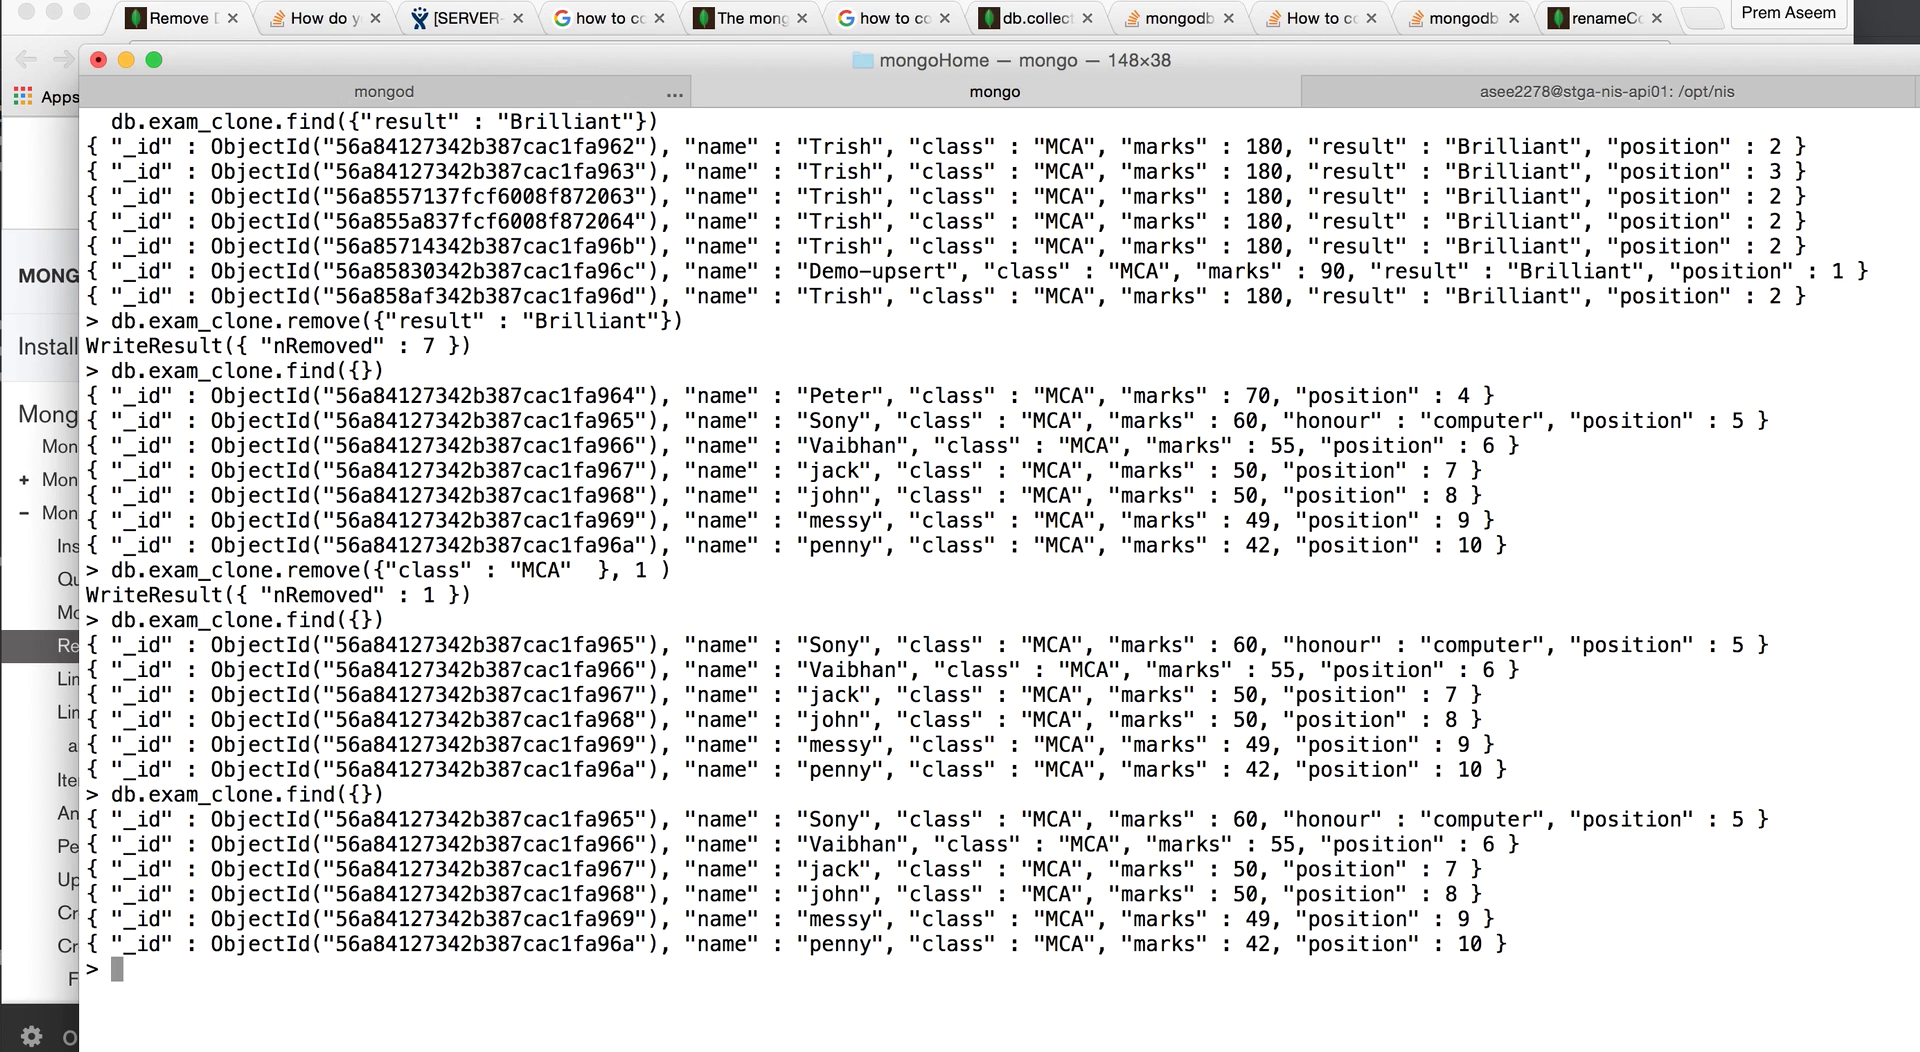 Remove D
How do y
[SERVER-
how to co
The mong
how to co
db.collect
mongodb
How to co
mongodb
renameCo
Prem Aseem
mongoHome — mongo — 148×38
Apps
mongod ...
mongo
asee2278@stga-nis-api01: /opt/nis
db.exam_clone.find({"result" : "Brilliant"})
{ "_id" : ObjectId("56a84127342b387cac1fa962"), "name" : "Trish", "class" : "MCA", "marks" : 180, "result" : "Brilliant", "position" : 2 }
{ "_id" : ObjectId("56a84127342b387cac1fa963"), "name" : "Trish", "class" : "MCA", "marks" : 180, "result" : "Brilliant", "position" : 3 }
{ "_id" : ObjectId("56a8557137fcf6008f872063"), "name" : "Trish", "class" : "MCA", "marks" : 180, "result" : "Brilliant", "position" : 2 }
{ "_id" : ObjectId("56a855a837fcf6008f872064"), "name" : "Trish", "class" : "MCA", "marks" : 180, "result" : "Brilliant", "position" : 2 }
{ "_id" : ObjectId("56a85714342b387cac1fa96b"), "name" : "Trish", "class" : "MCA", "marks" : 180, "result" : "Brilliant", "position" : 2 }
{ "_id" : ObjectId("56a85830342b387cac1fa96c"), "name" : "Demo-upsert", "class" : "MCA", "marks" : 90, "result" : "Brilliant", "position" : 1 }
{ "_id" : ObjectId("56a858af342b387cac1fa96d"), "name" : "Trish", "class" : "MCA", "marks" : 180, "result" : "Brilliant", "position" : 2 }
> db.exam_clone.remove({"result" : "Brilliant"})
WriteResult({ "nRemoved" : 7 })
> db.exam_clone.find({})
{ "_id" : ObjectId("56a84127342b387cac1fa964"), "name" : "Peter", "class" : "MCA", "marks" : 70, "position" : 4 }
{ "_id" : ObjectId("56a84127342b387cac1fa965"), "name" : "Sony", "class" : "MCA", "marks" : 60, "honour" : "computer", "position" : 5 }
{ "_id" : ObjectId("56a84127342b387cac1fa966"), "name" : "Vaibhan", "class" : "MCA", "marks" : 55, "position" : 6 }
{ "_id" : ObjectId("56a84127342b387cac1fa967"), "name" : "jack", "class" : "MCA", "marks" : 50, "position" : 7 }
{ "_id" : ObjectId("56a84127342b387cac1fa968"), "name" : "john", "class" : "MCA", "marks" : 50, "position" : 8 }
{ "_id" : ObjectId("56a84127342b387cac1fa969"), "name" : "messy", "class" : "MCA", "marks" : 49, "position" : 9 }
{ "_id" : ObjectId("56a84127342b387cac1fa96a"), "name" : "penny", "class" : "MCA", "marks" : 42, "position" : 10 }
> db.exam_clone.remove({"class" : "MCA"  }, 1 )
WriteResult({ "nRemoved" : 1 })
> db.exam_clone.find({})
{ "_id" : ObjectId("56a84127342b387cac1fa965"), "name" : "Sony", "class" : "MCA", "marks" : 60, "honour" : "computer", "position" : 5 }
{ "_id" : ObjectId("56a84127342b387cac1fa966"), "name" : "Vaibhan", "class" : "MCA", "marks" : 55, "position" : 6 }
{ "_id" : ObjectId("56a84127342b387cac1fa967"), "name" : "jack", "class" : "MCA", "marks" : 50, "position" : 7 }
{ "_id" : ObjectId("56a84127342b387cac1fa968"), "name" : "john", "class" : "MCA", "marks" : 50, "position" : 8 }
{ "_id" : ObjectId("56a84127342b387cac1fa969"), "name" : "messy", "class" : "MCA", "marks" : 49, "position" : 9 }
{ "_id" : ObjectId("56a84127342b387cac1fa96a"), "name" : "penny", "class" : "MCA", "marks" : 42, "position" : 10 }
> db.exam_clone.find({})
{ "_id" : ObjectId("56a84127342b387cac1fa965"), "name" : "Sony", "class" : "MCA", "marks" : 60, "honour" : "computer", "position" : 5 }
{ "_id" : ObjectId("56a84127342b387cac1fa966"), "name" : "Vaibhan", "class" : "MCA", "marks" : 55, "position" : 6 }
{ "_id" : ObjectId("56a84127342b387cac1fa967"), "name" : "jack", "class" : "MCA", "marks" : 50, "position" : 7 }
{ "_id" : ObjectId("56a84127342b387cac1fa968"), "name" : "john", "class" : "MCA", "marks" : 50, "position" : 8 }
{ "_id" : ObjectId("56a84127342b387cac1fa969"), "name" : "messy", "class" : "MCA", "marks" : 49, "position" : 9 }
{ "_id" : ObjectId("56a84127342b387cac1fa96a"), "name" : "penny", "class" : "MCA", "marks" : 42, "position" : 10 }
>
MONG
Install
Mong
Mon
+ Mon
− Mon
Ins
Qu
Mo
Re
Lim
Lim
a
Iter
An
Pe
Up
Cr
Cr
F
O